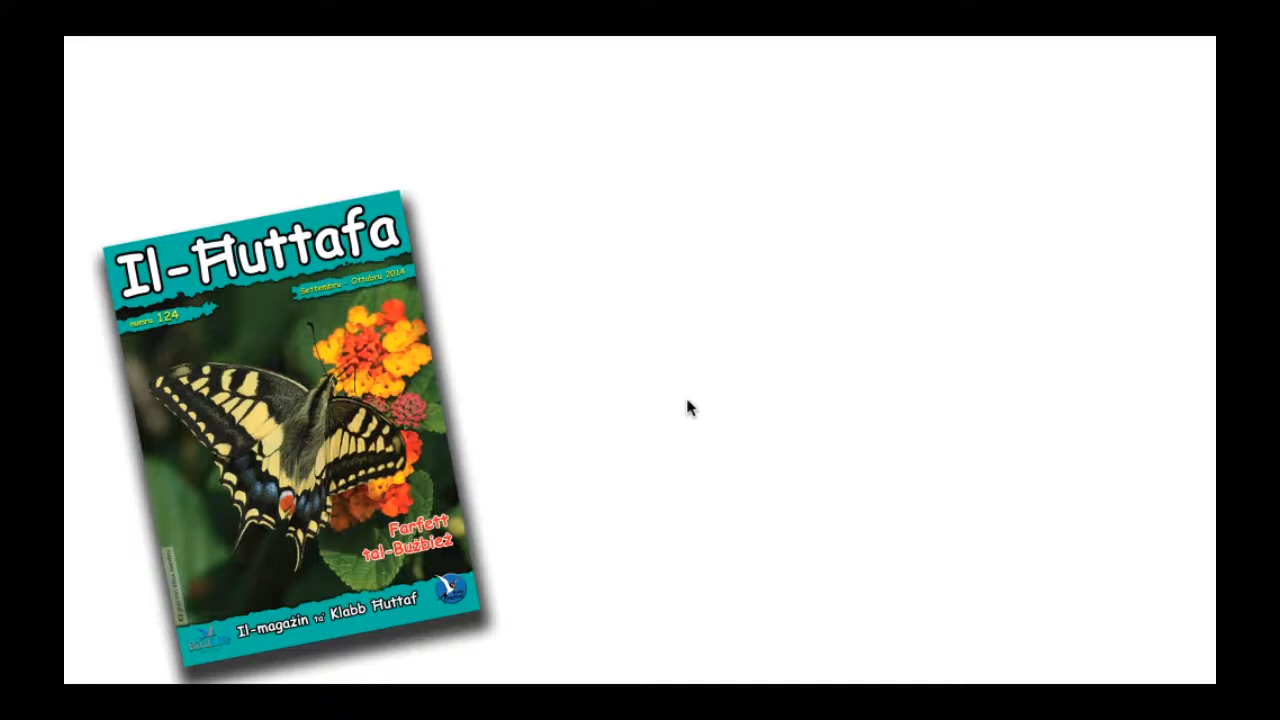 Il-Ħuttafa
Settembru - Ottubru 2014
numru 124
Farfett
tal-Bużbież
Il-magażin ta' Klabb Ħuttaf